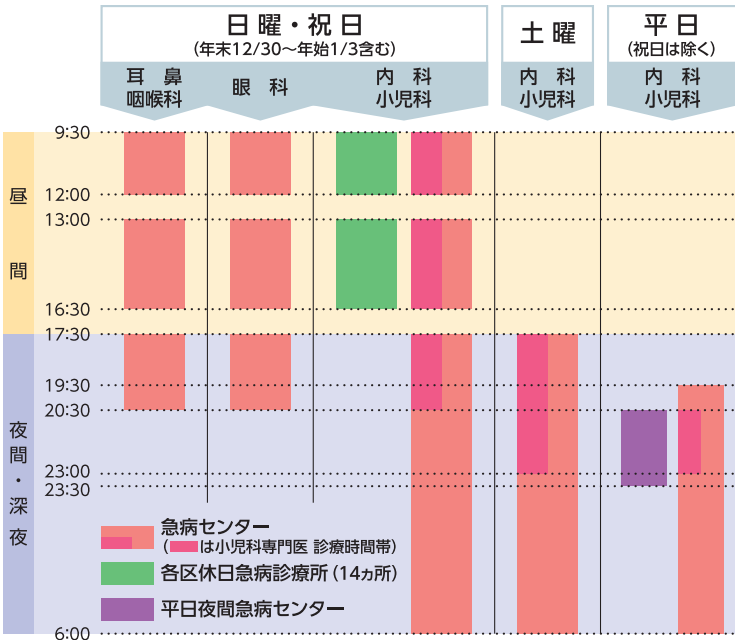 日曜・祝日
(年末12/30〜年始1/3含む)
土曜
平日
(祝日は除く)
耳鼻
咽喉科
眼科
内科
小児科
内科
小児科
内科
小児科
昼間
9:30
12:00
13:00
16:30
17:30
夜間・深夜
19:30
20:30
23:00
23:30
6:00
急病センター
(は小児科専門医 診療時間帯)
各区休日急病診療所(14ヵ所)
平日夜間急病センター